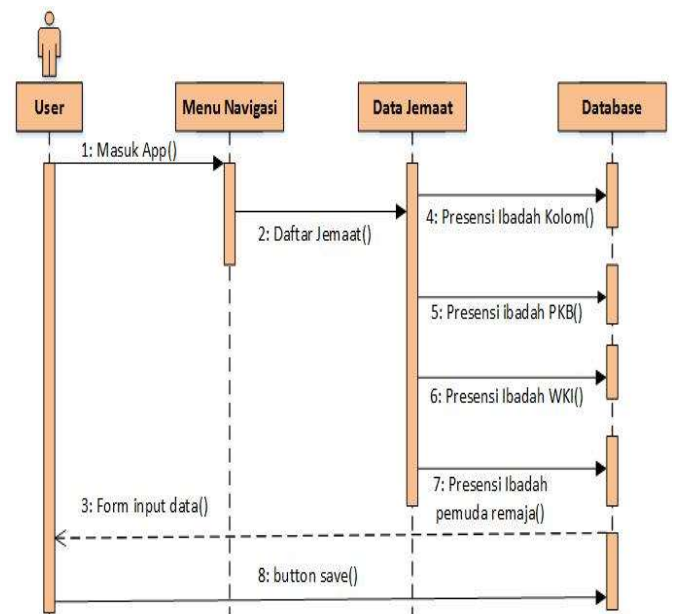 User
Menu Navigasi
Data Jemaat
Database
1: Masuk App()
2: Daftar Jemaat()
4: Presensi Ibadah Kolom()
5: Presensi ibadah PKB()
6: Presensi Ibadah WKI()
7: Presensi Ibadah
pemuda remaja()
3: Form input data()
8: button save()